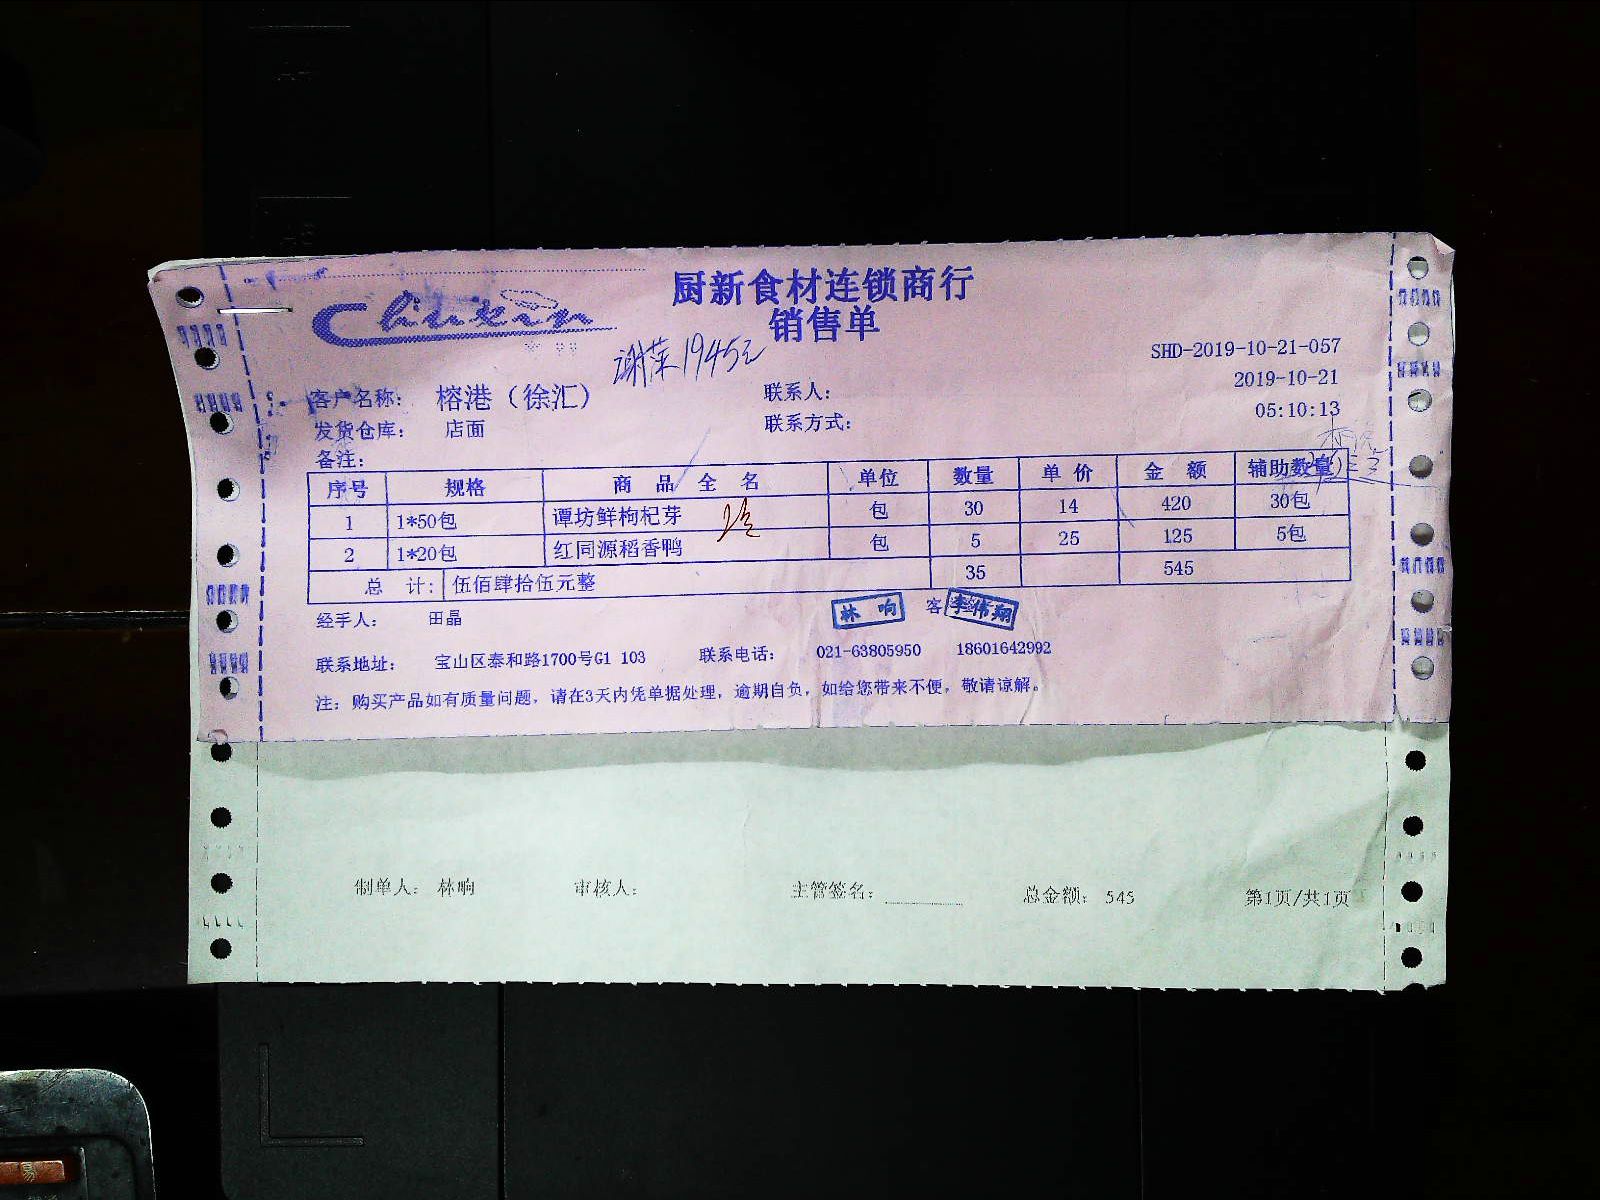 Chuxin
厨新食材连锁商行
销售单
谢荣1945元
SHD-2019-10-21-057
2019-10-21
05:10:13
客户名称： 榕港（徐汇） 联系人：
发货仓库： 店面 联系方式：
备注：
序号 规格 商品全名 单位 数量 单价 金额 辅助数量
1 1*50包 谭坊鲜枸杞芽 包 30 14 420 30包
2 1*20包 红同源稻香鸭 包 5 25 125 5包
总计： 伍佰肆拾伍元整 35 545
经手人： 田晶 林响 客 李伟翔
联系地址： 宝山区泰和路1700号G1 103 联系电话： 021-63805950 18601642992
注：购买产品如有质量问题，请在3天内凭单据处理，逾期自负，如给您带来不便，敬请谅解。
制单人： 林响 审核人： 主管签名： 总金额： 545 第1页/共1页